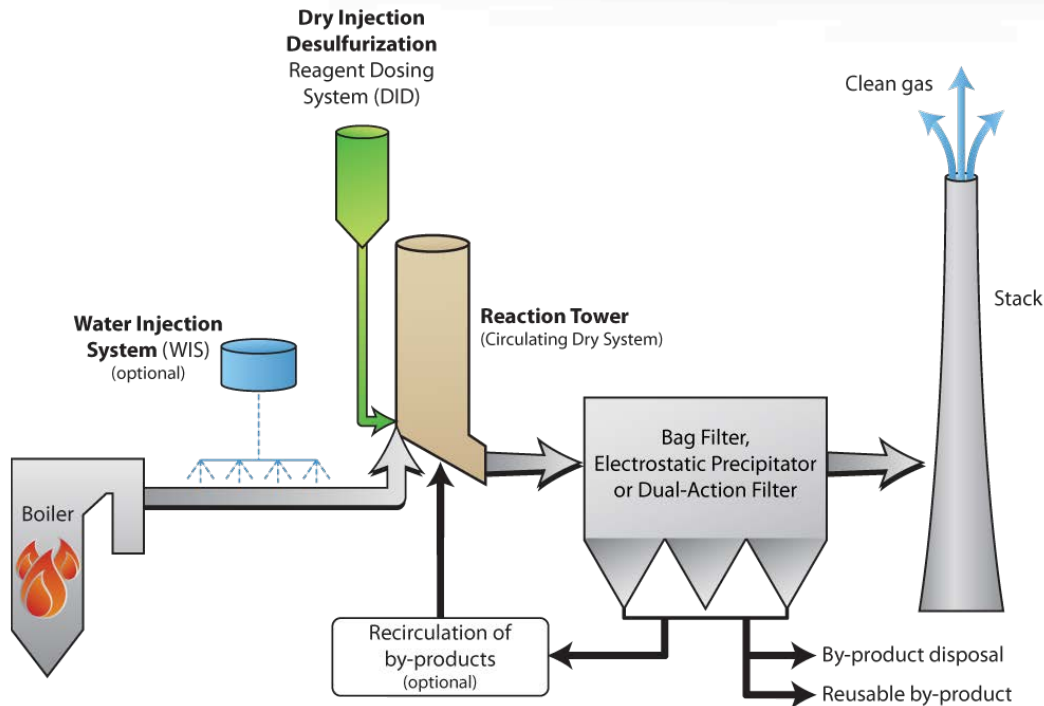 Dry Injection
Desulfurization
Reagent Dosing
System (DID)
Clean gas
Water Injection
System (WIS)
(optional)
Reaction Tower
(Circulating Dry System)
Stack
Boiler
Bag Filter,
Electrostatic Precipitator
or Dual-Action Filter
Recirculation of
by-products
(optional)
By-product disposal
Reusable by-product